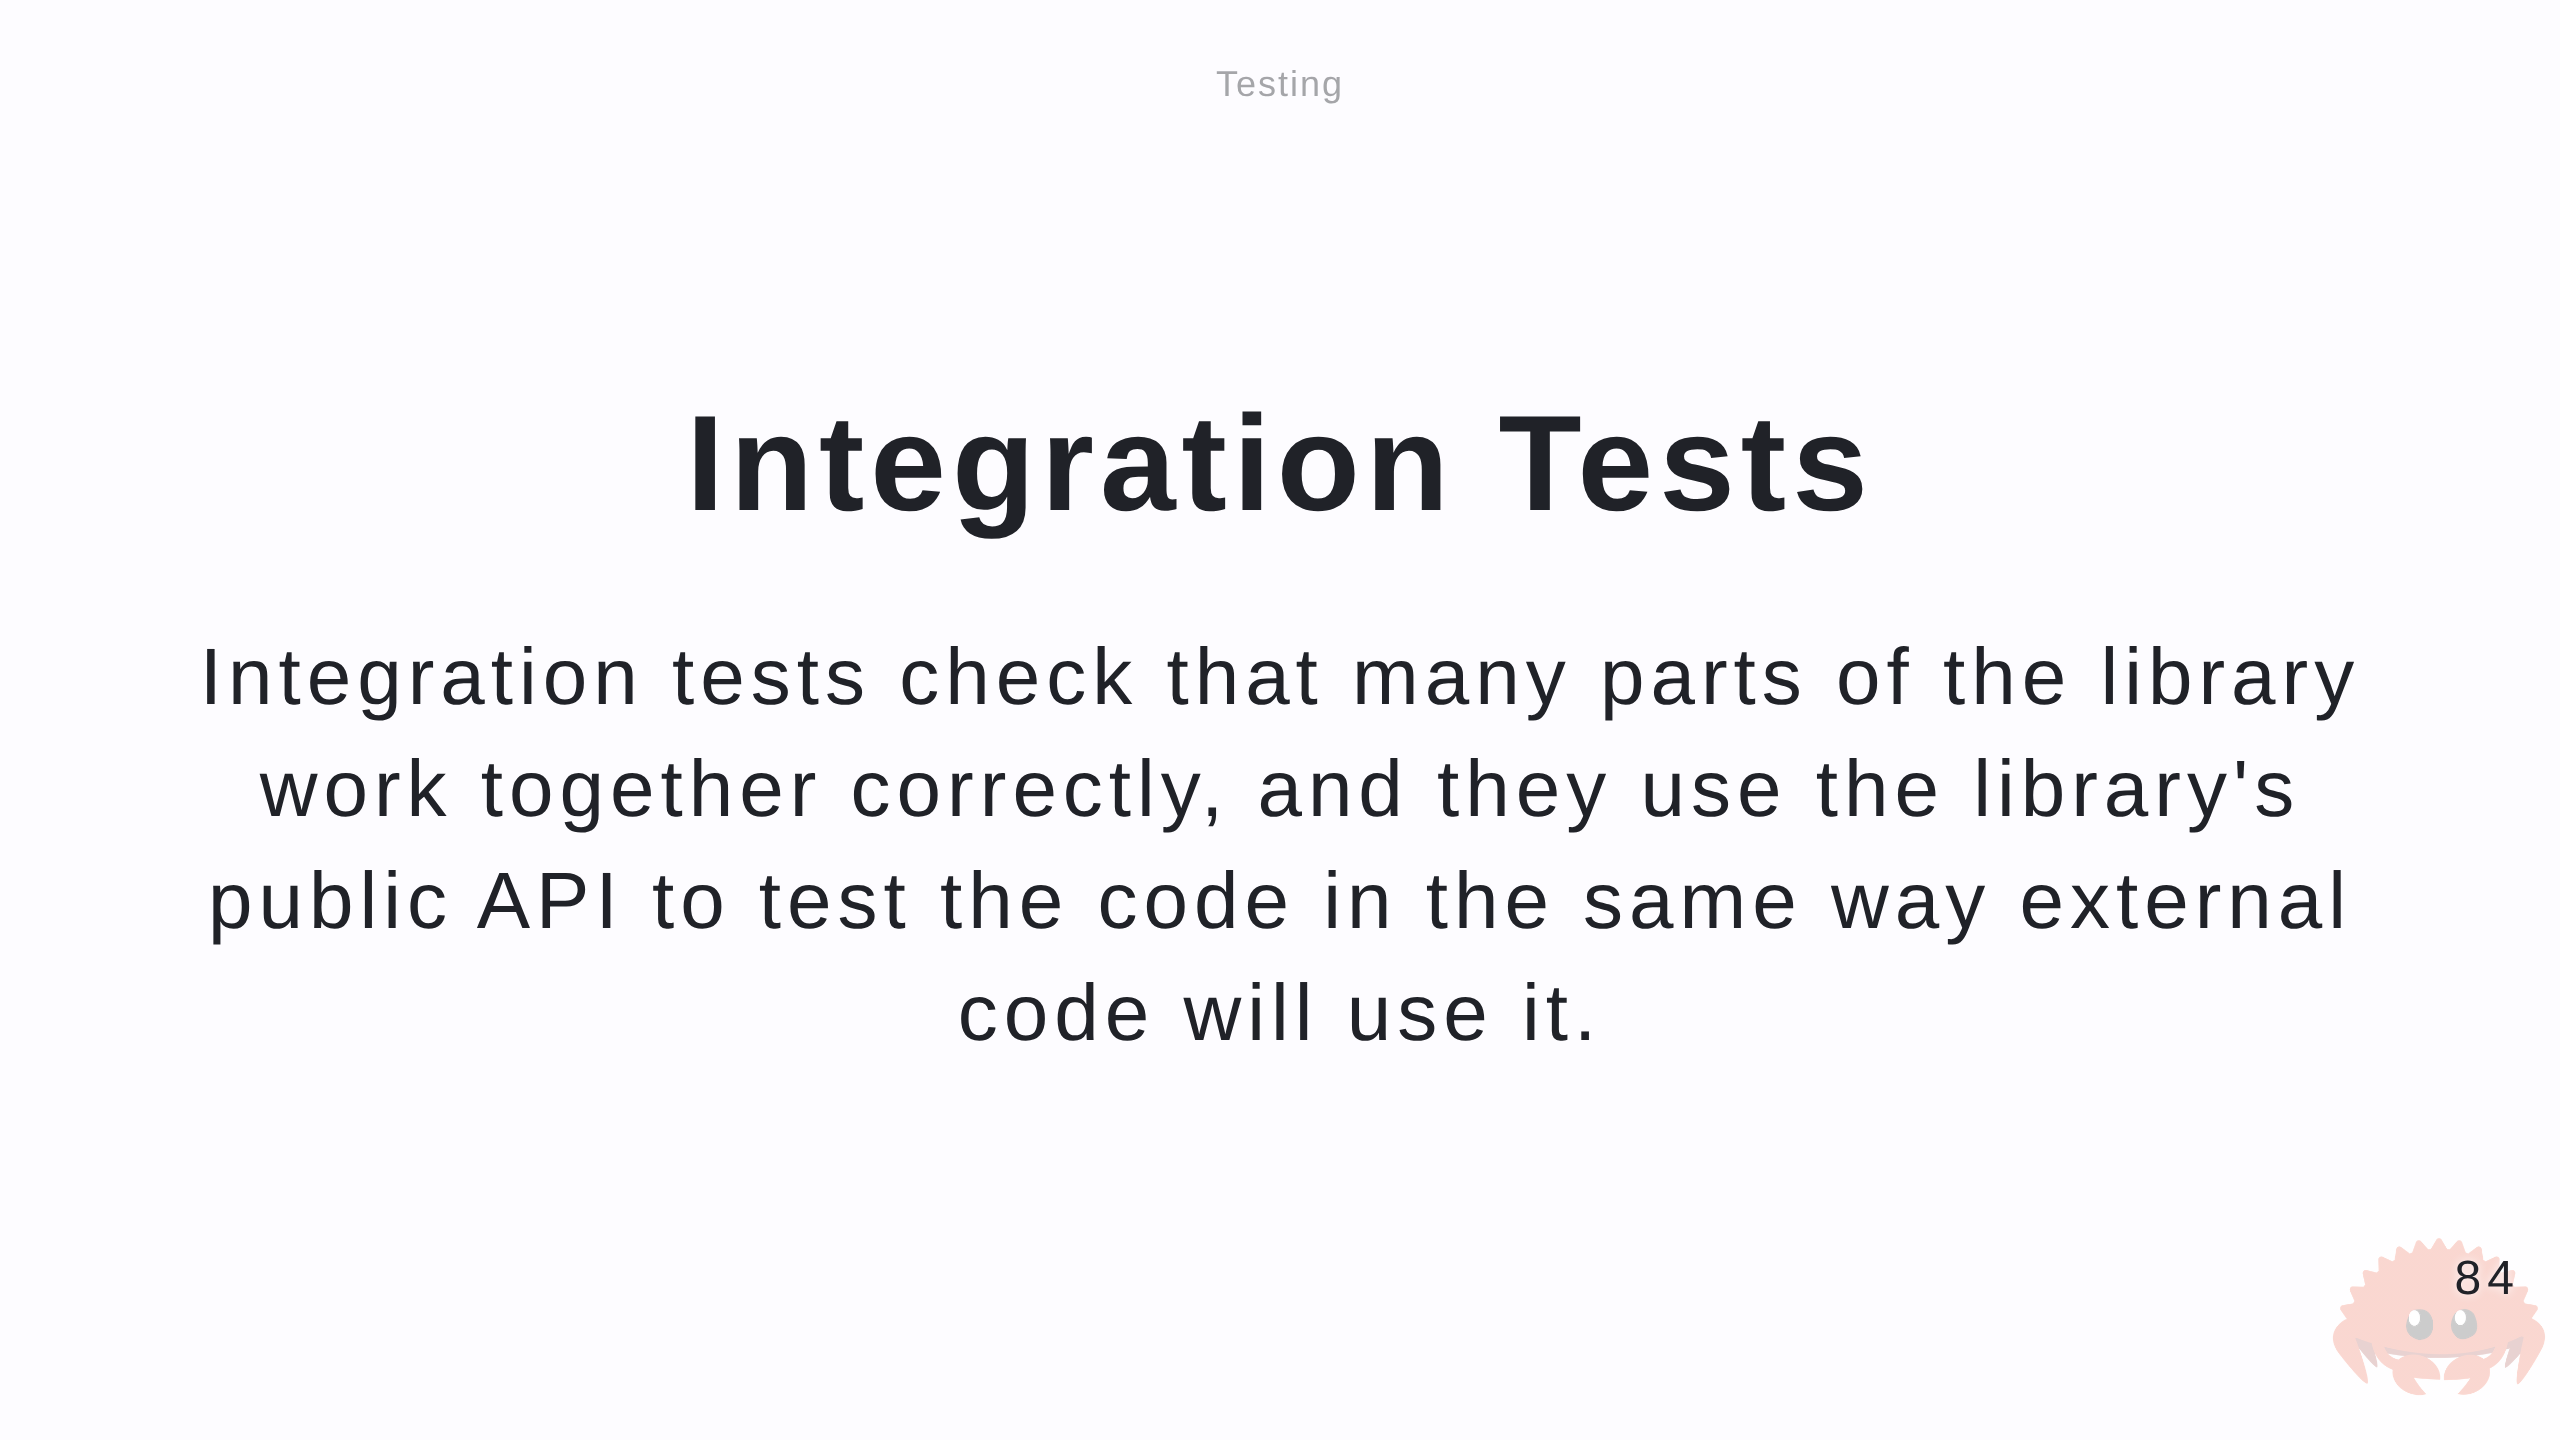 Testing
Integration Tests
Integration tests check that many parts of the library
work together correctly, and they use the library's
public API to test the code in the same way external
code will use it.
84